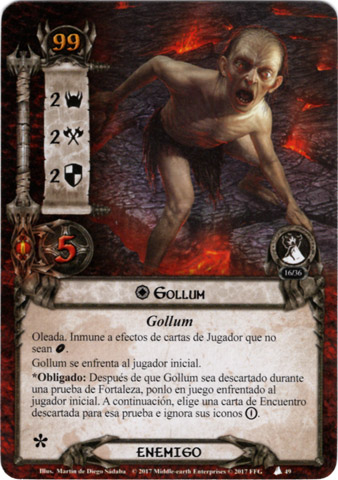 99
2
2
2
5
16/36
GOLLUM
Gollum
Oleada. Inmune a efectos de cartas de Jugador que no
sean .
Gollum se enfrenta al jugador inicial.
*Obligado: Después de que Gollum sea descartado durante
una prueba de Fortaleza, ponlo en juego enfrentado al
jugador inicial. A continuación, elige una carta de Encuentro
descartada para esa prueba e ignora sus iconos .
*
ENEMIGO
Illus. Martin de Diego Sádaba © 2017 Middle-earth Enterprises © 2017 FFG 49